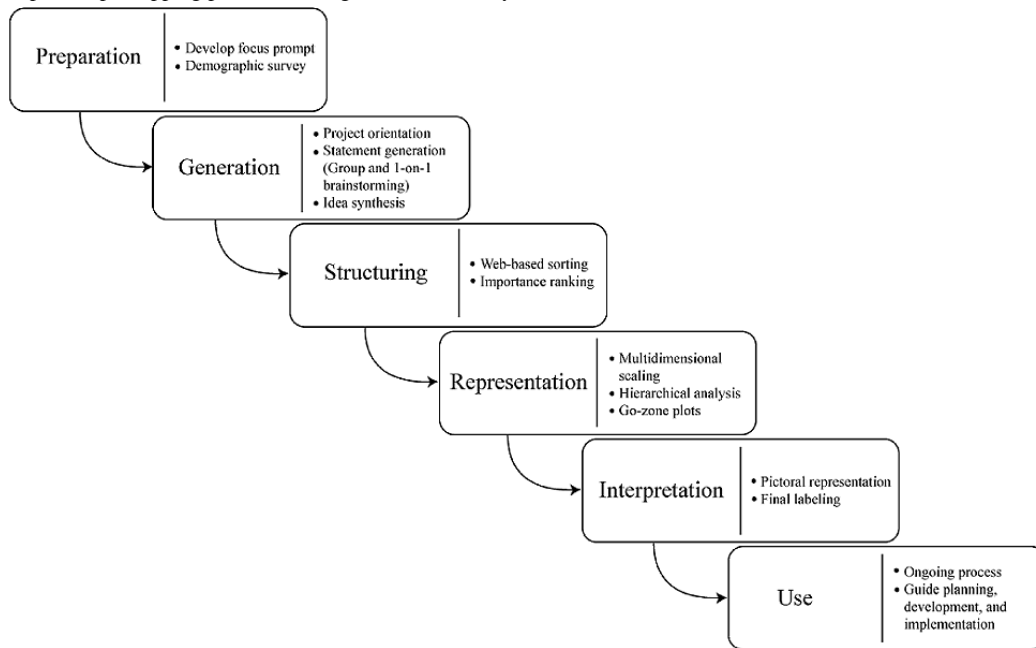 Preparation
• Develop focus prompt
• Demographic survey
Generation
• Project orientation
• Statement generation
(Group and 1-on-1
brainstorming)
• Idea synthesis
Structuring
• Web-based sorting
• Importance ranking
Representation
• Multidimensional
scaling
• Hierarchical analysis
• Go-zone plots
Interpretation
• Pictoral representation
• Final labeling
Use
• Ongoing process
• Guide planning,
development, and
implementation